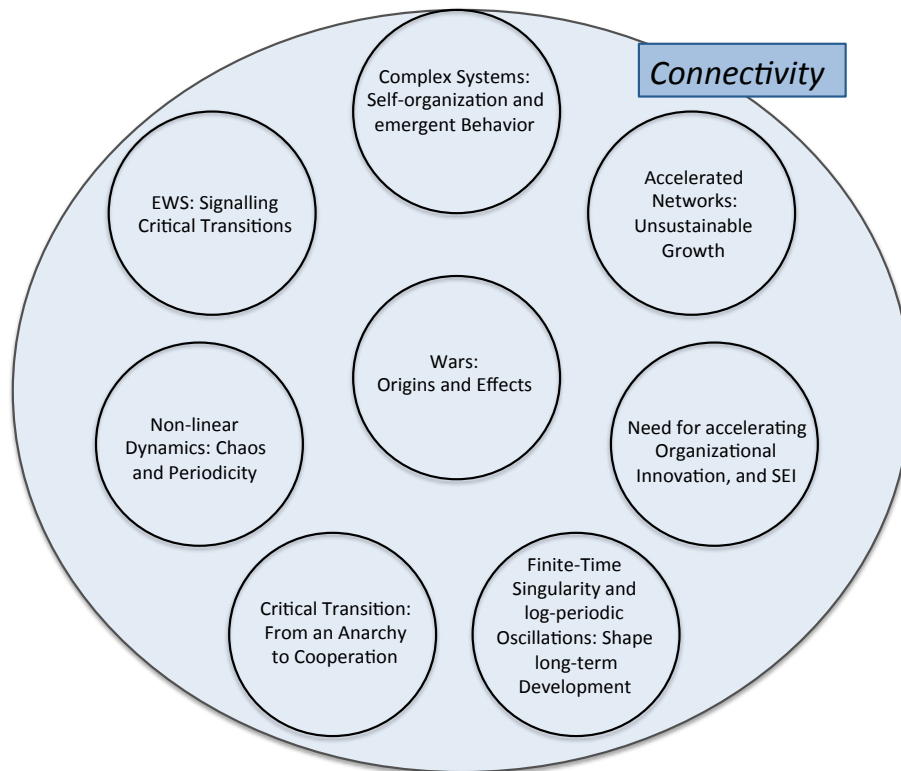 Connectivity
Complex Systems:
Self-organization and
emergent Behavior
EWS: Signalling
Critical Transitions
Accelerated
Networks:
Unsustainable
Growth
Wars:
Origins and Effects
Non-linear
Dynamics: Chaos
and Periodicity
Need for accelerating
Organizational
Innovation, and SEI
Critical Transition:
From an Anarchy
to Cooperation
Finite-Time
Singularity and
log-periodic
Oscillations: Shape
long-term
Development